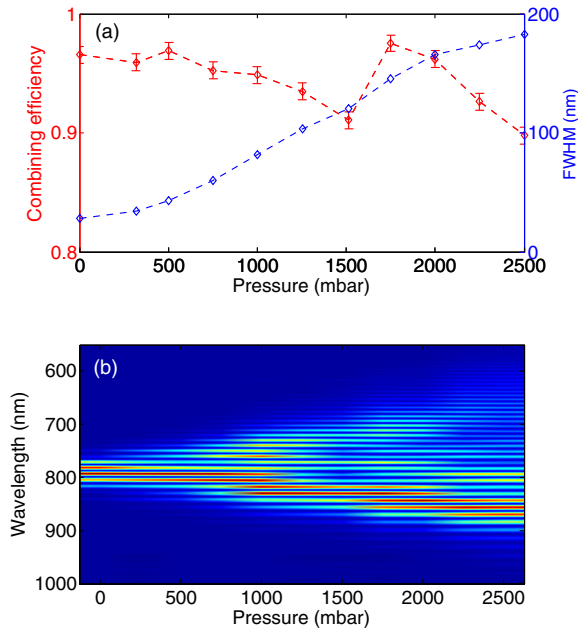 (a)
1
0.9
0.8
Combining efficiency
200
100
0
FWHM (nm)
0 500 1000 1500 2000 2500
Pressure (mbar)
(b)
600
700
800
900
1000
Wavelength (nm)
0 500 1000 1500 2000 2500
Pressure (mbar)